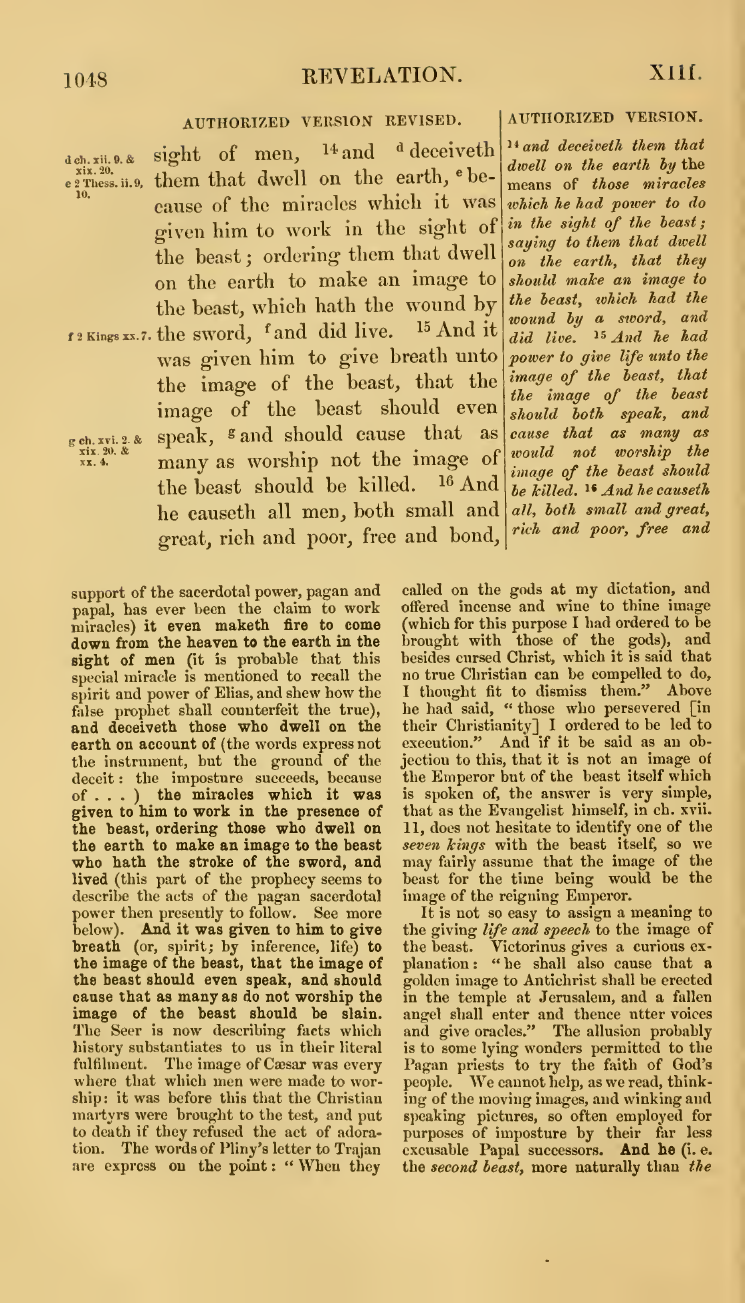 1048
REVELATION.
XIII.
AUTHORIZED VERSION REVISED.
d ch. xii. 9. &
xix. 20.
e 2 Thess. ii. 9,
10.
f 2 Kings xx. 7.
g ch. xvi. 2. &
xix. 20. &
xx. 4.
sight of men, 14 and d deceiveth
them that dwell on the earth, e be-
cause of the miracles which it was
given him to work in the sight of
the beast; ordering them that dwell
on the earth to make an image to
the beast, which hath the wound by
the sword, f and did live. 15 And it
was given him to give breath unto
the image of the beast, that the
image of the beast should even
speak, g and should cause that as
many as worship not the image of
the beast should be killed. 16 And
he causeth all men, both small and
great, rich and poor, free and bond,
AUTHORIZED VERSION.
14 and deceiveth them that
dwell on the earth by the
means of those miracles
which he had power to do
in the sight of the beast;
saying to them that dwell
on the earth, that they
should make an image to
the beast, which had the
wound by a sword, and
did live. 15 And he had
power to give life unto the
image of the beast, that
the image of the beast
should both speak, and
cause that as many as
would not worship the
image of the beast should
be killed. 16 And he causeth
all, both small and great,
rich and poor, free and
support of the sacerdotal power, pagan and
papal, has ever been the claim to work
miracles) it even maketh fire to come
down from the heaven to the earth in the
sight of men (it is probable that this
special miracle is mentioned to recall the
spirit and power of Elias, and shew how the
false prophet shall counterfeit the true),
and deceiveth those who dwell on the
earth on account of (the words express not
the instrument, but the ground of the
deceit: the imposture succeeds, because
of . . . ) the miracles which it was
given to him to work in the presence of
the beast, ordering those who dwell on
the earth to make an image to the beast
who hath the stroke of the sword, and
lived (this part of the prophecy seems to
describe the acts of the pagan sacerdotal
power then presently to follow. See more
below). And it was given to him to give
breath (or, spirit; by inference, life) to
the image of the beast, that the image of
the beast should even speak, and should
cause that as many as do not worship the
image of the beast should be slain.
The Seer is now describing facts which
history substantiates to us in their literal
fulfilment. The image of Cæsar was every
where that which men were made to wor-
ship: it was before this that the Christian
martyrs were brought to the test, and put
to death if they refused the act of adora-
tion. The words of Pliny's letter to Trajan
are express on the point: "When they
called on the gods at my dictation, and
offered incense and wine to thine image
(which for this purpose I had ordered to be
brought with those of the gods), and
besides cursed Christ, which it is said that
no true Christian can be compelled to do,
I thought fit to dismiss them." Above
he had said, "those who persevered [in
their Christianity] I ordered to be led to
execution." And if it be said as an ob-
jection to this, that it is not an image of
the Emperor but of the beast itself which
is spoken of, the answer is very simple,
that as the Evangelist himself, in ch. xvii.
11, does not hesitate to identify one of the
seven kings with the beast itself, so we
may fairly assume that the image of the
beast for the time being would be the
image of the reigning Emperor.
It is not so easy to assign a meaning to
the giving life and speech to the image of
the beast. Victorinus gives a curious ex-
planation: "he shall also cause that a
golden image to Antichrist shall be erected
in the temple at Jerusalem, and a fallen
angel shall enter and thence utter voices
and give oracles." The allusion probably
is to some lying wonders permitted to the
Pagan priests to try the faith of God's
people. We cannot help, as we read, think-
ing of the moving images, and winking and
speaking pictures, so often employed for
purposes of imposture by their far less
excusable Papal successors. And he (i. e.
the second beast, more naturally than the